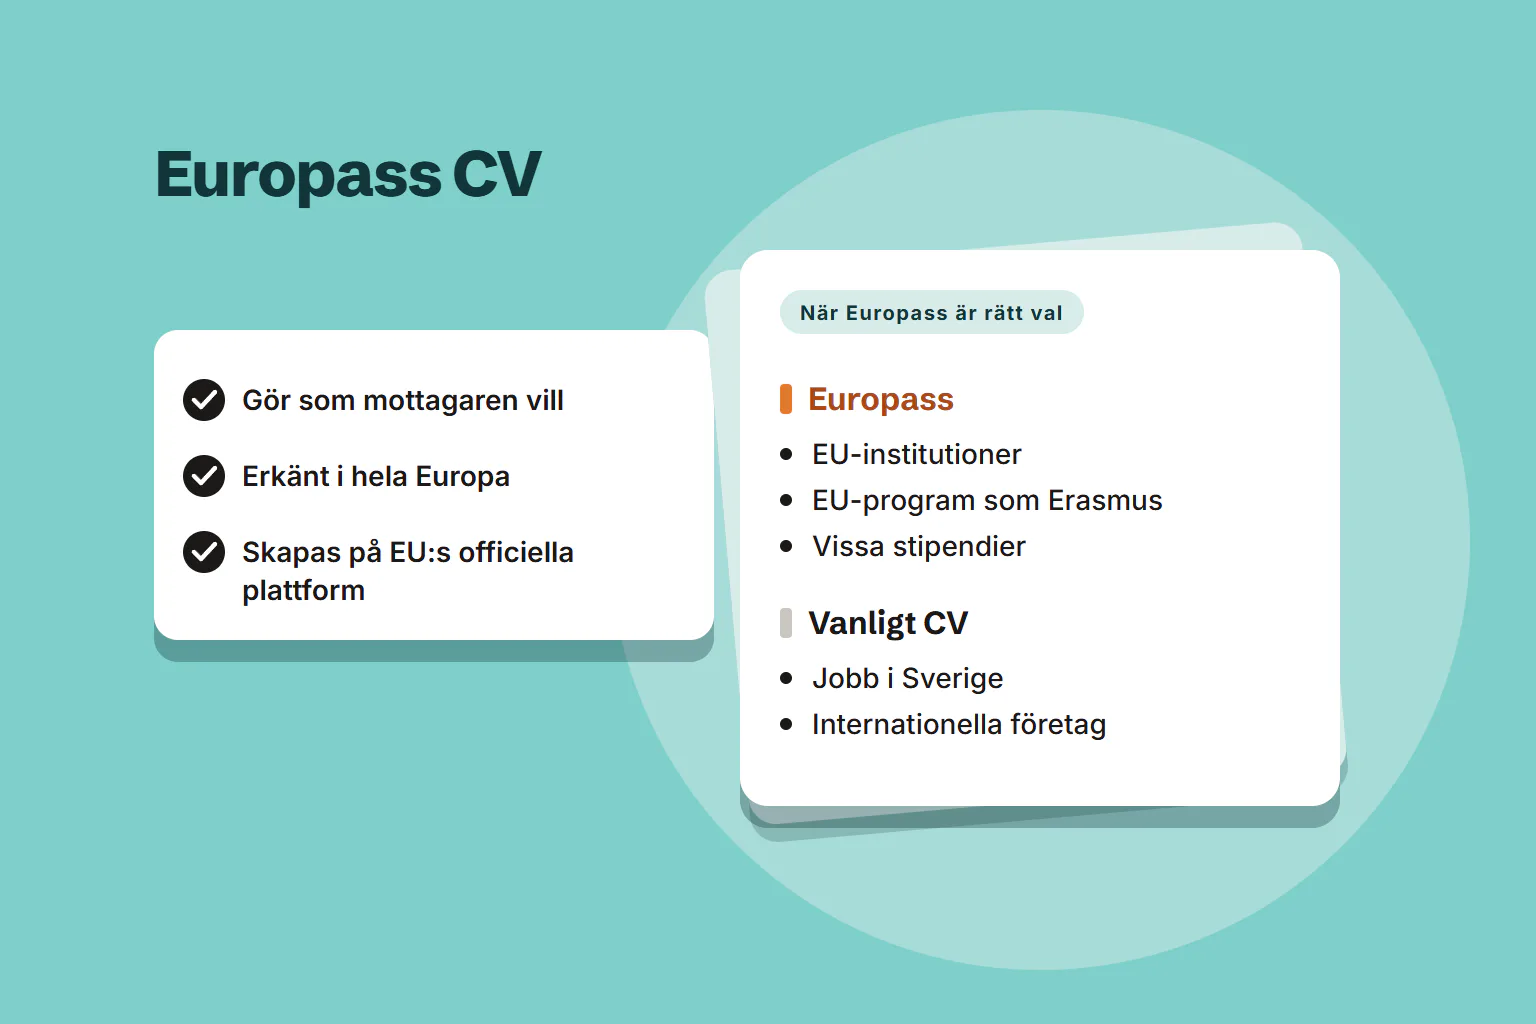 Europass CV
Gör som mottagaren vill
Erkänt i hela Europa
Skapas på EU:s officiella
plattform
När Europass är rätt val
Europass
EU-institutioner
EU-program som Erasmus
Vissa stipendier
Vanligt CV
Jobb i Sverige
Internationella företag